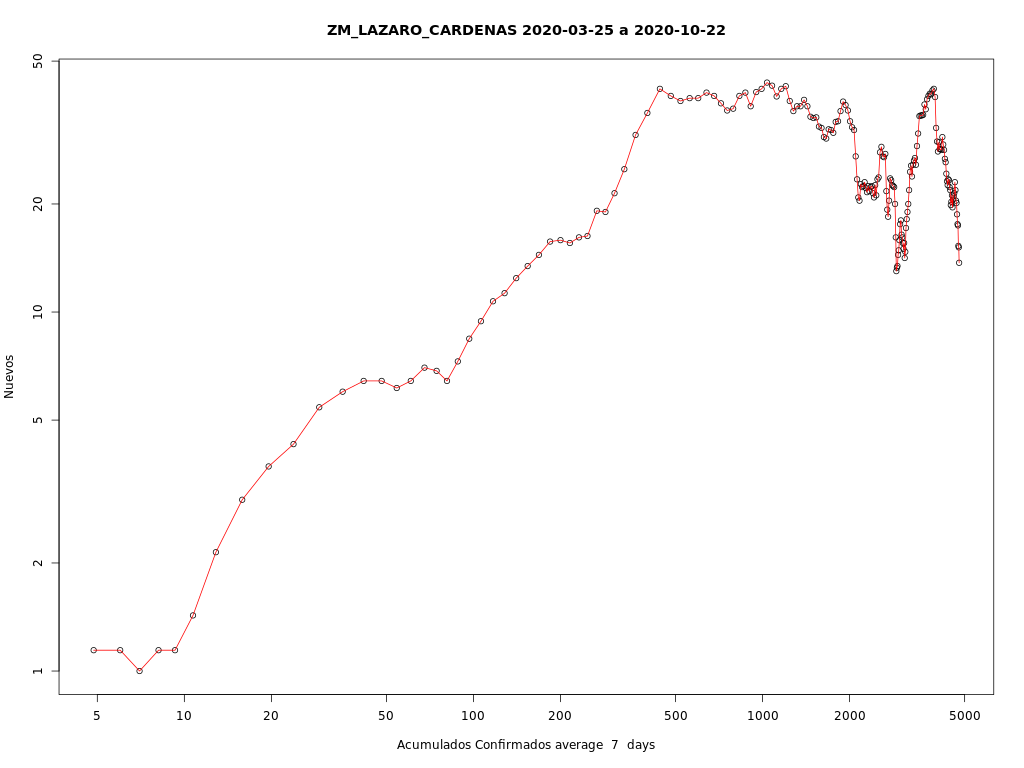 ZM_LAZARO_CARDENAS 2020-03-25 a 2020-10-22
50
20
10
5
2
1
Nuevos
5 10 20 50 100 200 500 1000 2000 5000
Acumulados Confirmados average 7 days